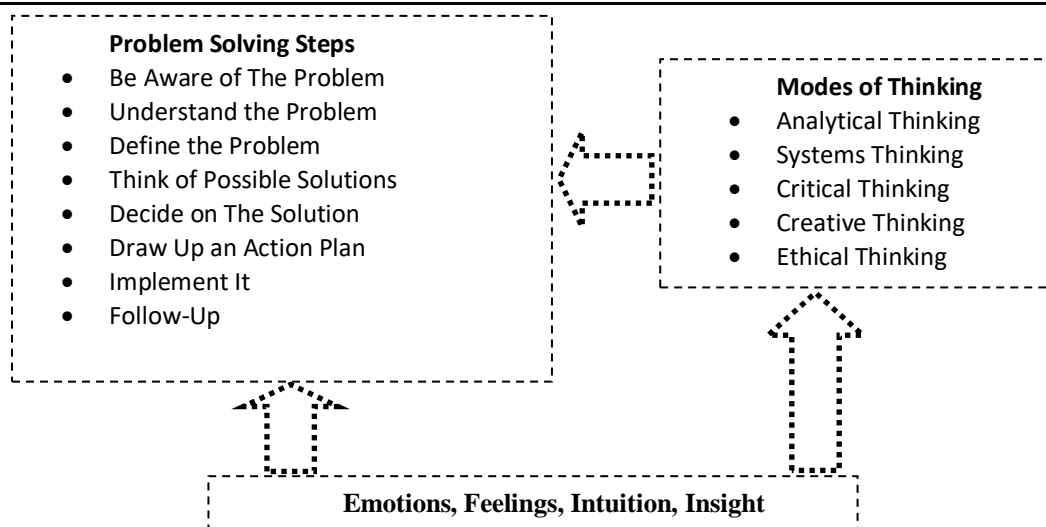 Problem Solving Steps
• Be Aware of The Problem
• Understand the Problem
• Define the Problem
• Think of Possible Solutions
• Decide on The Solution
• Draw Up an Action Plan
• Implement It
• Follow-Up
Modes of Thinking
• Analytical Thinking
• Systems Thinking
• Critical Thinking
• Creative Thinking
• Ethical Thinking
Emotions, Feelings, Intuition, Insight